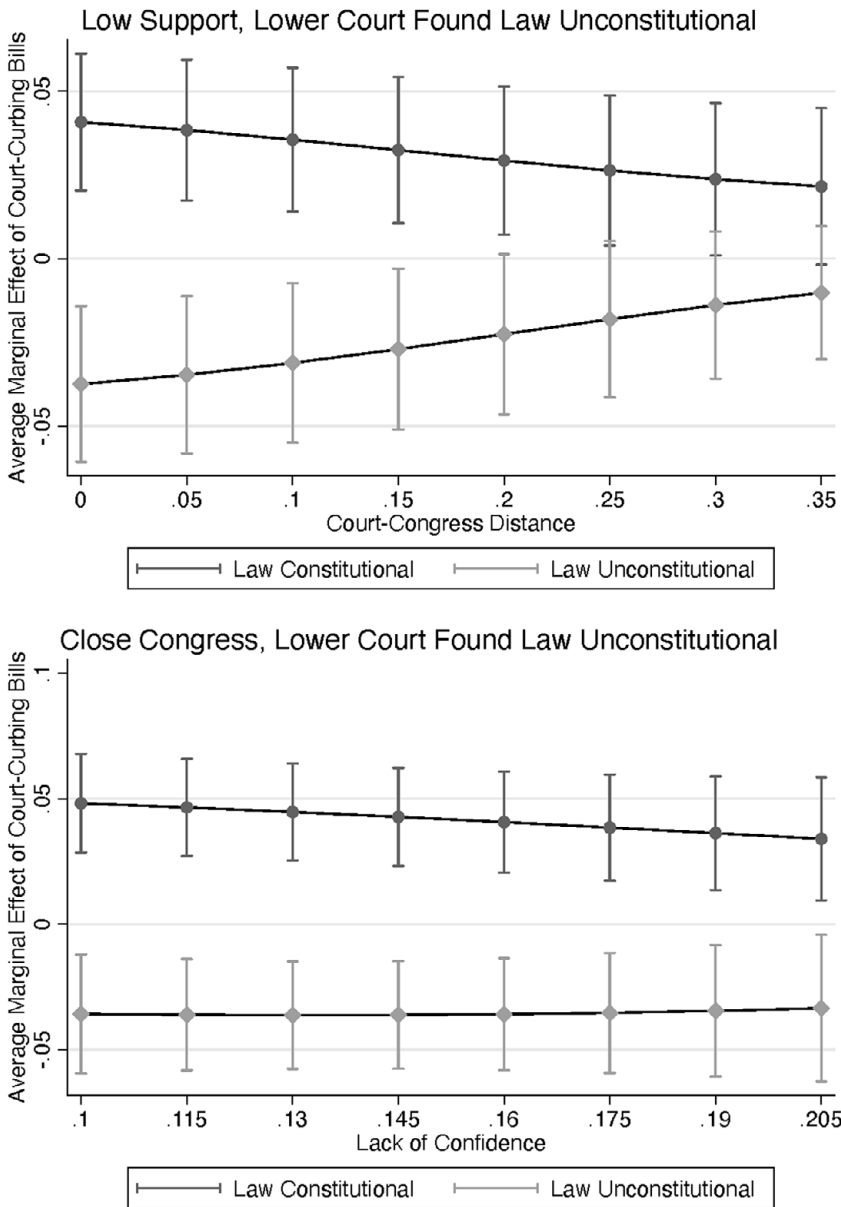 Low Support, Lower Court Found Law Unconstitutional
Average Marginal Effect of Court-Curbing Bills
.05
0
-.05
0 .05 .1 .15 .2 .25 .3 .35
Court-Congress Distance
Law Constitutional Law Unconstitutional
Close Congress, Lower Court Found Law Unconstitutional
Average Marginal Effect of Court-Curbing Bills
.1
.05
0
-.05
.1 .115 .13 .145 .16 .175 .19 .205
Lack of Confidence
Law Constitutional Law Unconstitutional